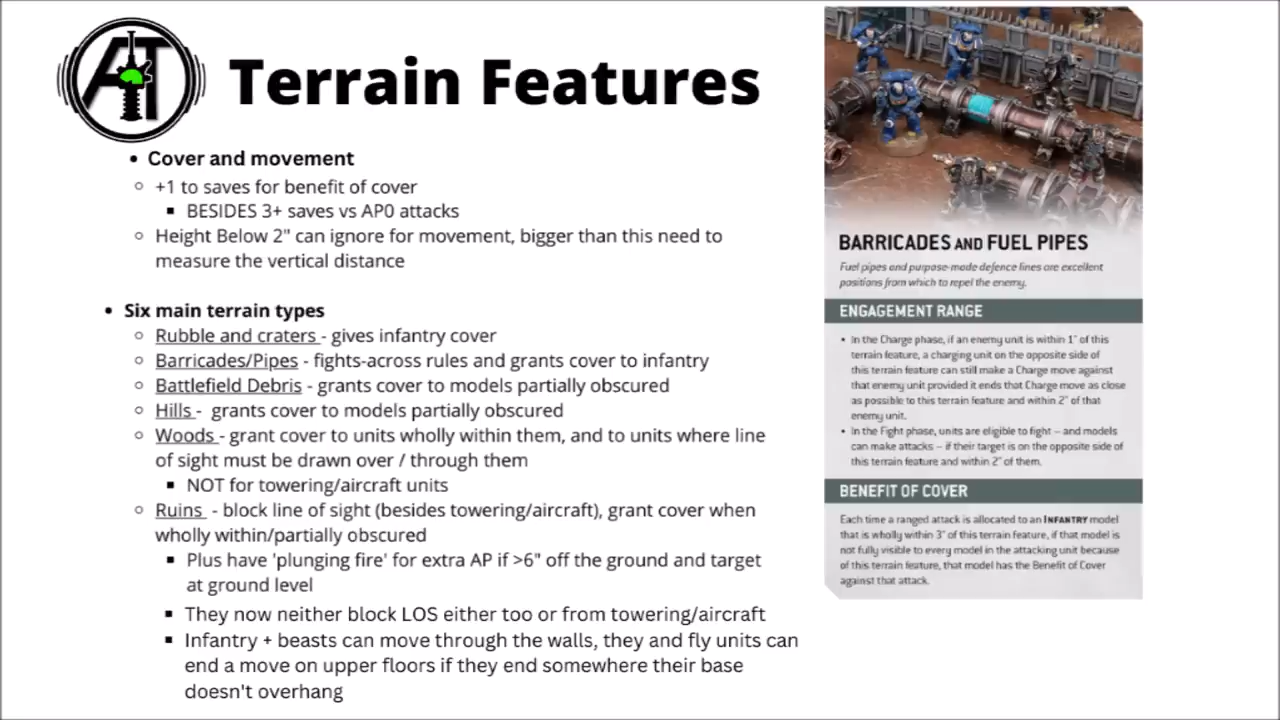 AT
Terrain Features
• Cover and movement
○ +1 to saves for benefit of cover
▪ BESIDES 3+ saves vs AP0 attacks
○ Height Below 2" can ignore for movement, bigger than this need to
measure the vertical distance
• Six main terrain types
○ Rubble and craters - gives infantry cover
○ Barricades/Pipes - fights-across rules and grants cover to infantry
○ Battlefield Debris - grants cover to models partially obscured
○ Hills - grants cover to models partially obscured
○ Woods - grant cover to units wholly within them, and to units where line
of sight must be drawn over / through them
▪ NOT for towering/aircraft units
○ Ruins - block line of sight (besides towering/aircraft), grant cover when
wholly within/partially obscured
▪ Plus have 'plunging fire' for extra AP if >6" off the ground and target
at ground level
▪ They now neither block LOS either too or from towering/aircraft
▪ Infantry + beasts can move through the walls, they and fly units can
end a move on upper floors if they end somewhere their base
doesn't overhang
BARRICADES AND FUEL PIPES
Fuel pipes and purpose-made defence lines are excellent
positions from which to repel the enemy.
ENGAGEMENT RANGE
• In the Charge phase, if an enemy unit is within 1" of this
terrain feature, a charging unit on the opposite side of
this terrain feature can still make a Charge move against
that enemy unit provided it ends that Charge move as close
as possible to this terrain feature and within 2" of that
enemy unit.
• In the Fight phase, units are eligible to fight – and models
can make attacks – if their target is on the opposite side of
this terrain feature and within 2" of them.
BENEFIT OF COVER
Each time a ranged attack is allocated to an INFANTRY model
that is wholly within 3" of this terrain feature, if that model is
not fully visible to every model in the attacking unit because
of this terrain feature, that model has the Benefit of Cover
against that attack.